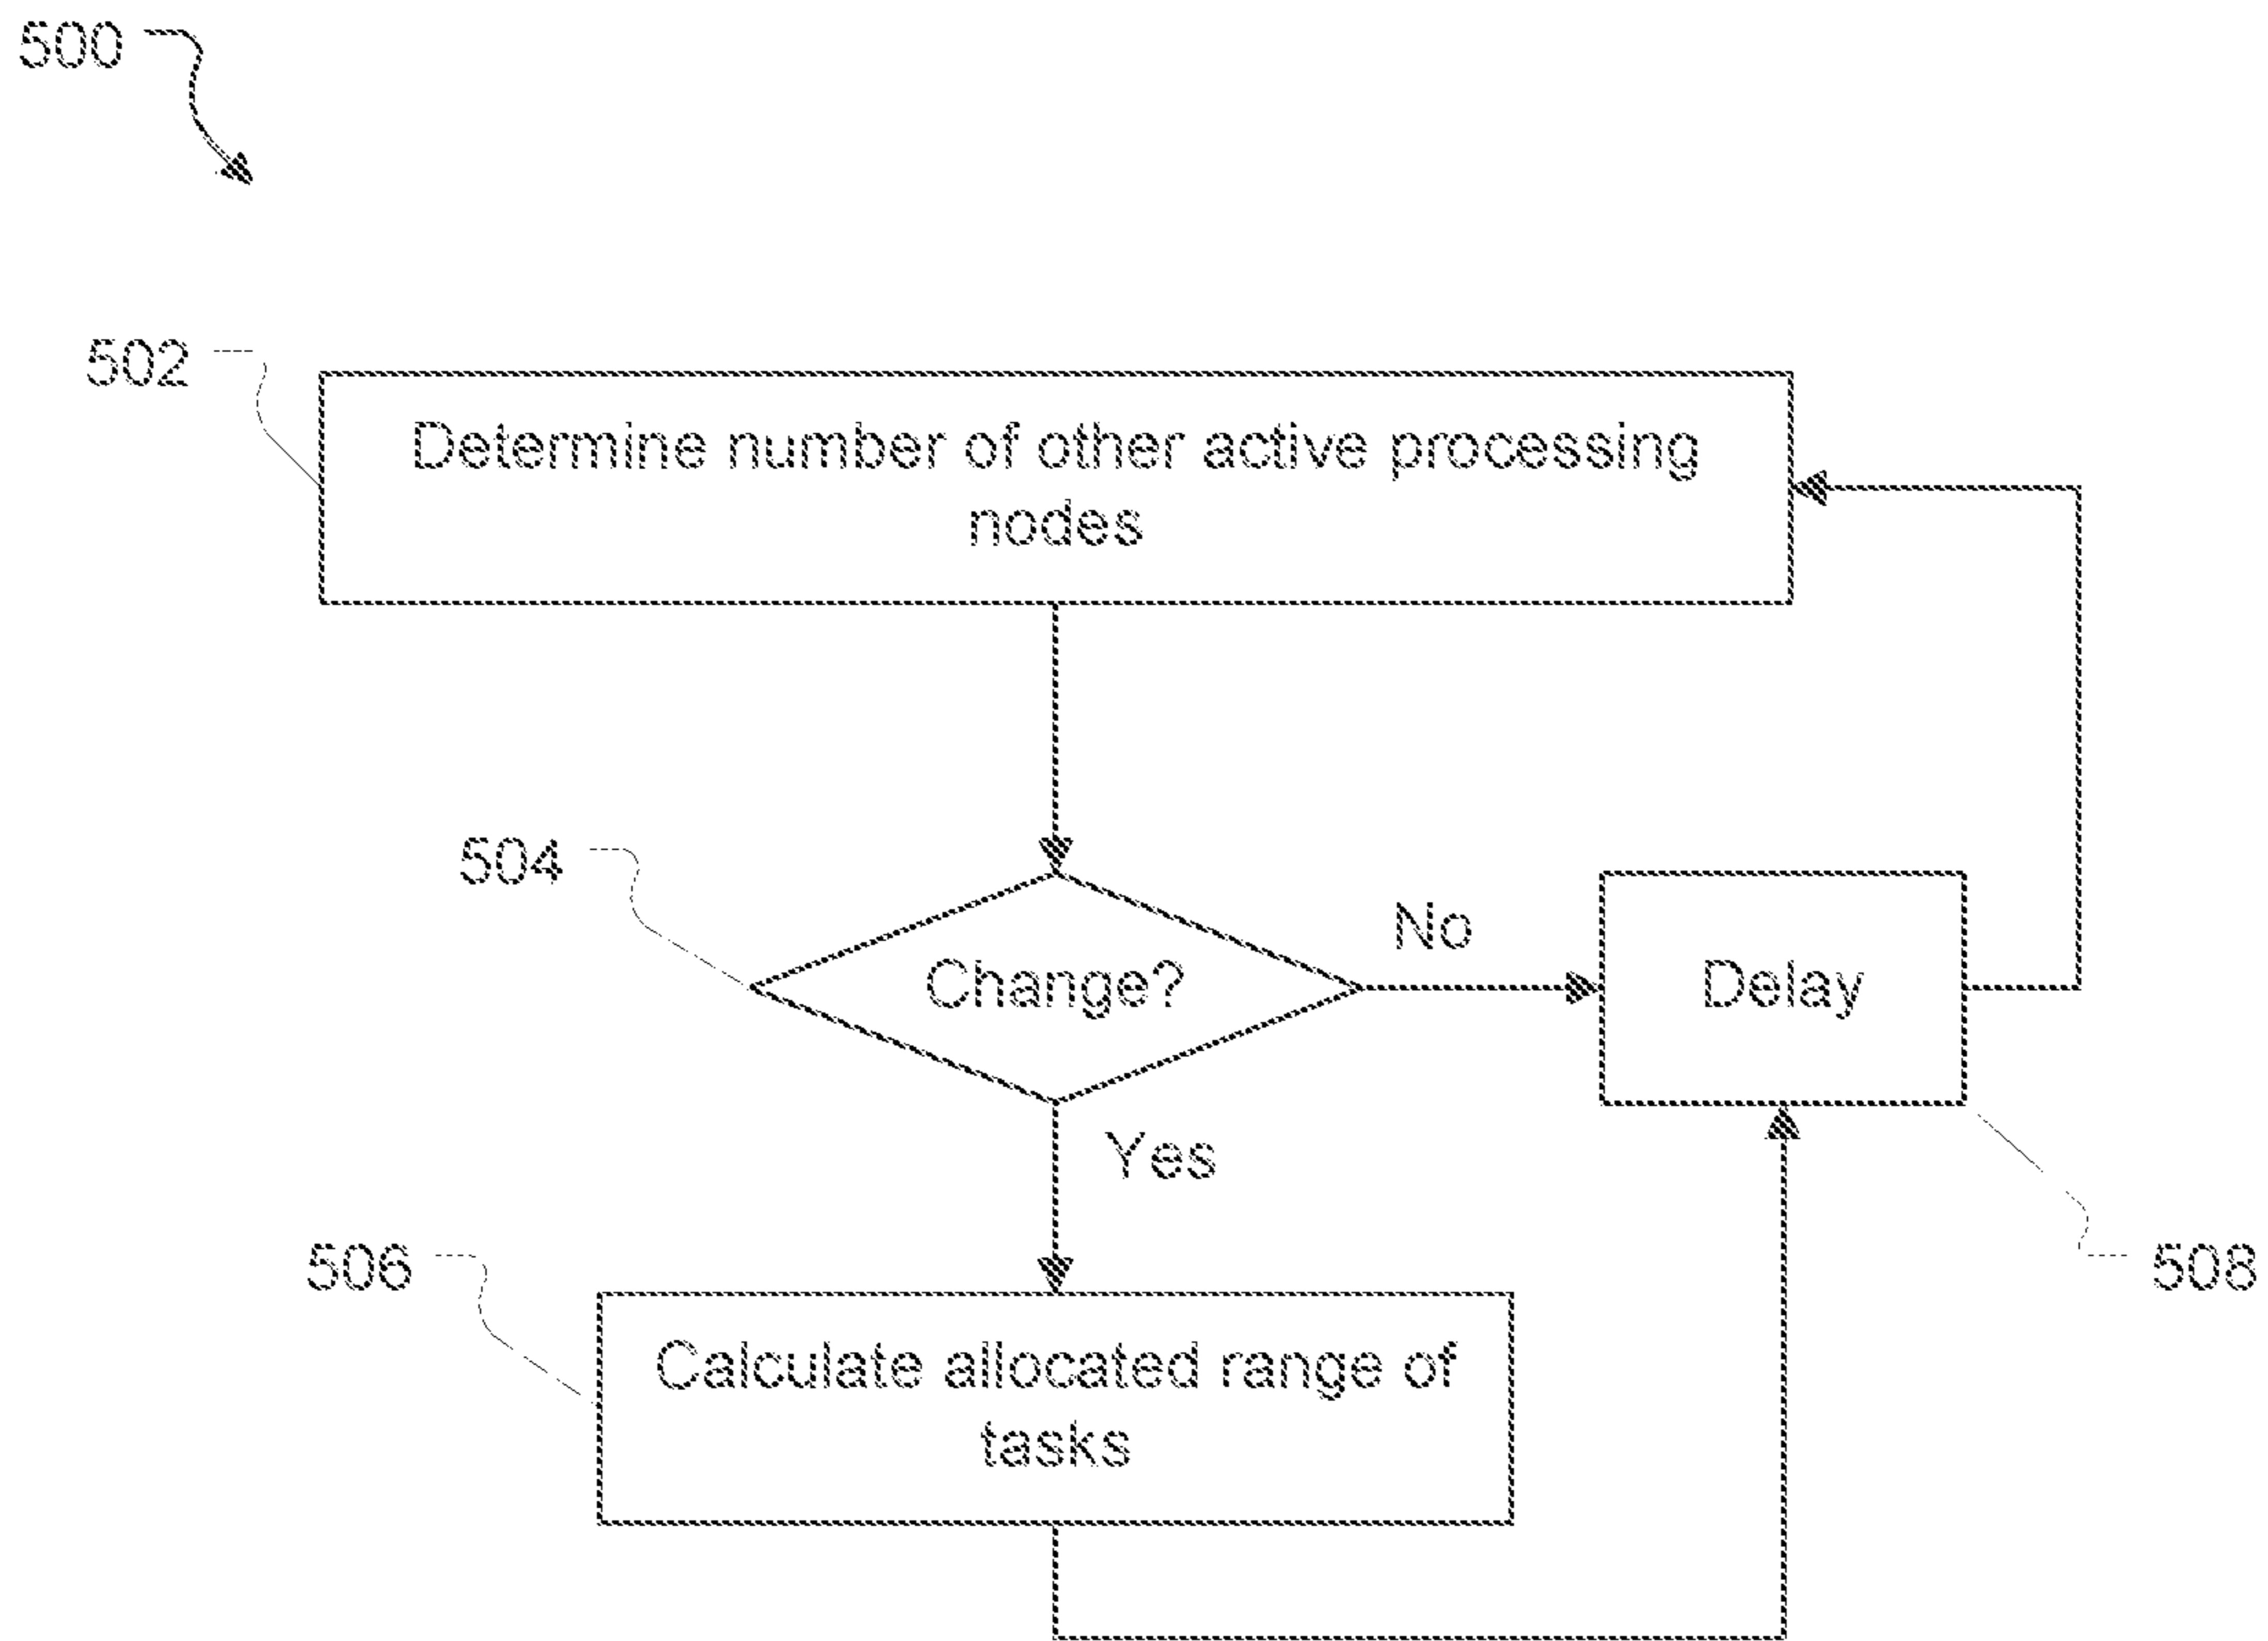 500
502
Determine number of other active processing
nodes
504
Change?
No
Delay
Yes
506
508
Calculate allocated range of
tasks